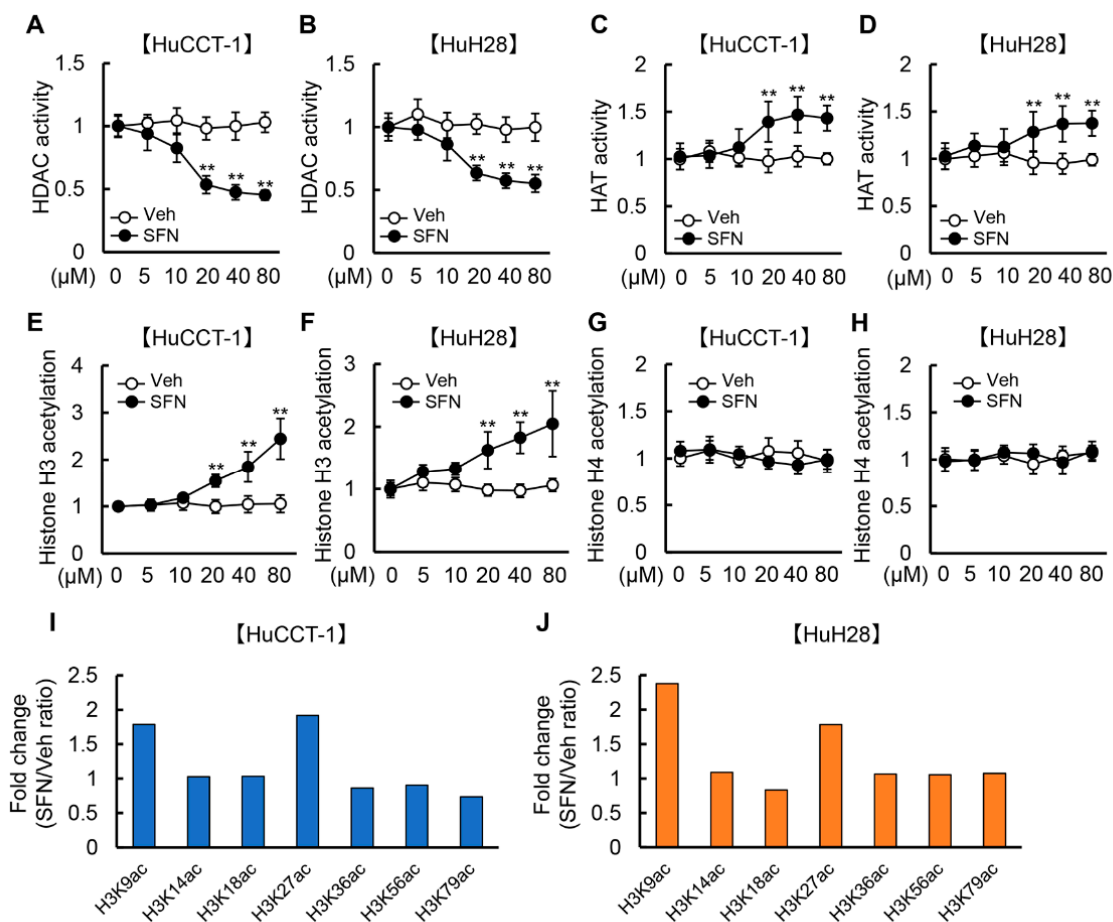 A
【HuCCT-1】
HDAC activity
1.5
1
0.5
0
Veh
SFN
(µM) 0 5 10 20 40 80
** ** **
B
【HuH28】
HDAC activity
1.5
1
0.5
0
Veh
SFN
(µM) 0 5 10 20 40 80
** ** **
C
【HuCCT-1】
HAT activity
2
1.5
1
0.5
0
Veh
SFN
(µM) 0 5 10 20 40 80
** ** **
D
【HuH28】
HAT activity
2
1.5
1
0.5
0
Veh
SFN
(µM) 0 5 10 20 40 80
** ** **
E
【HuCCT-1】
Histone H3 acetylation
4
3
2
1
0
Veh
SFN
(µM) 0 5 10 20 40 80
** ** **
F
【HuH28】
Histone H3 acetylation
3
2
1
0
Veh
SFN
(µM) 0 5 10 20 40 80
** ** **
G
【HuCCT-1】
Histone H4 acetylation
2
1.5
1
0.5
0
Veh
SFN
(µM) 0 5 10 20 40 80
H
【HuH28】
Histone H4 acetylation
2
1.5
1
0.5
0
Veh
SFN
(µM) 0 5 10 20 40 80
I
【HuCCT-1】
Fold change
(SFN/Veh ratio)
2.5
2
1.5
1
0.5
0
H3K9ac
H3K14ac
H3K18ac
H3K27ac
H3K36ac
H3K56ac
H3K79ac
J
【HuH28】
Fold change
(SFN/Veh ratio)
2.5
2
1.5
1
0.5
0
H3K9ac
H3K14ac
H3K18ac
H3K27ac
H3K36ac
H3K56ac
H3K79ac